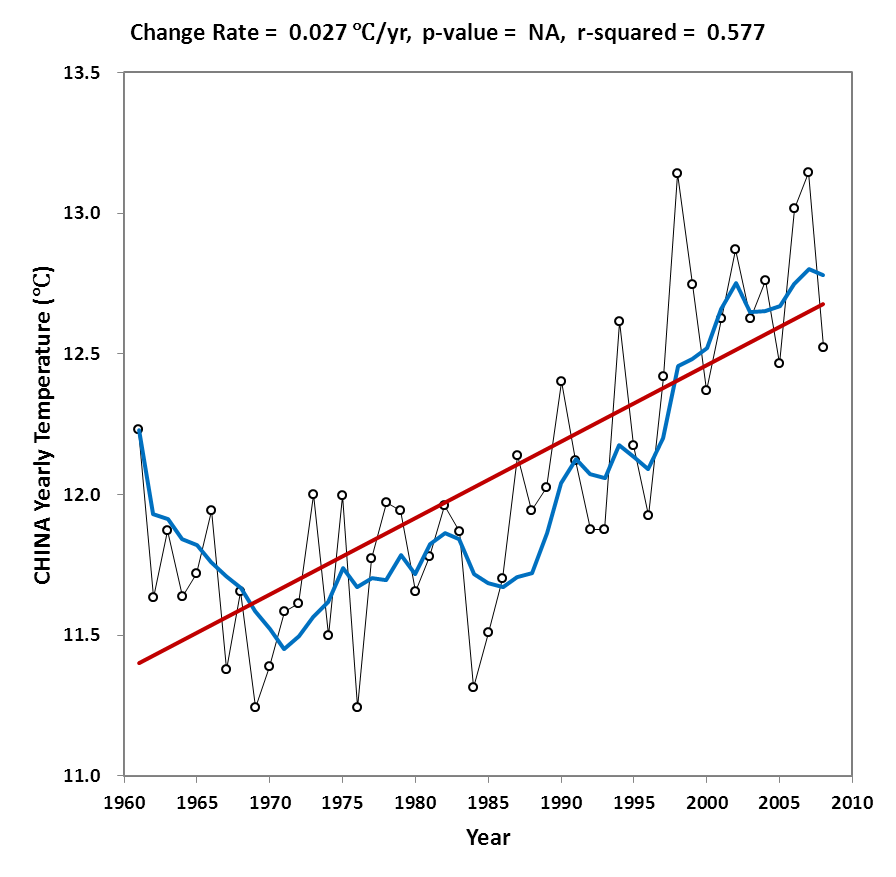 Change Rate = 0.027 ℃/yr, p-value = NA, r-squared = 0.577
CHINA Yearly Temperature (℃)
13.5
13.0
12.5
12.0
11.5
11.0
1960 1965 1970 1975 1980 1985 1990 1995 2000 2005 2010
Year